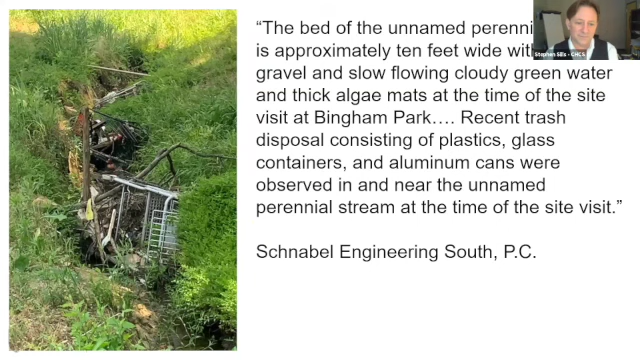 “The bed of the unnamed perenni
is approximately ten feet wide wit
gravel and slow flowing cloudy green water
and thick algae mats at the time of the site
visit at Bingham Park…. Recent trash
disposal consisting of plastics, glass
containers, and aluminum cans were
observed in and near the unnamed
perennial stream at the time of the site visit.”
Schnabel Engineering South, P.C.
Stephen Sills - CHCS